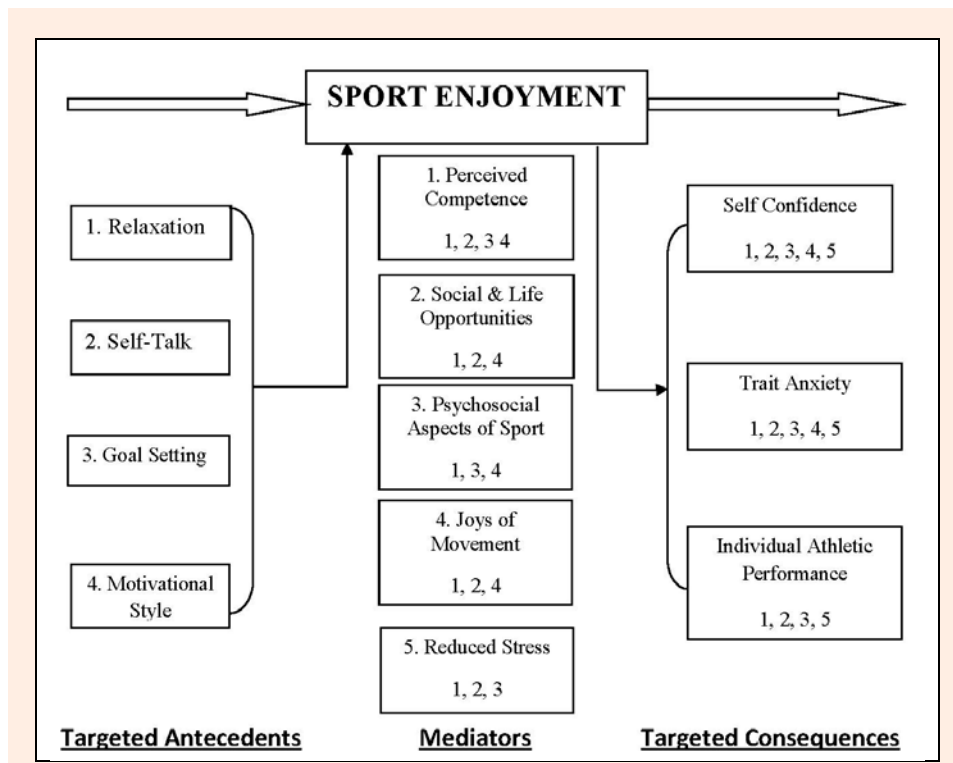 SPORT ENJOYMENT
1. Relaxation
2. Self-Talk
3. Goal Setting
4. Motivational
Style
1. Perceived
Competence
1, 2, 3 4
2. Social & Life
Opportunities
1, 2, 4
3. Psychosocial
Aspects of Sport
1, 3, 4
4. Joys of
Movement
1, 2, 4
5. Reduced Stress
1, 2, 3
Self Confidence
1, 2, 3, 4, 5
Trait Anxiety
1, 2, 3, 4, 5
Individual Athletic
Performance
1, 2, 3, 5
Targeted Antecedents
Mediators
Targeted Consequences